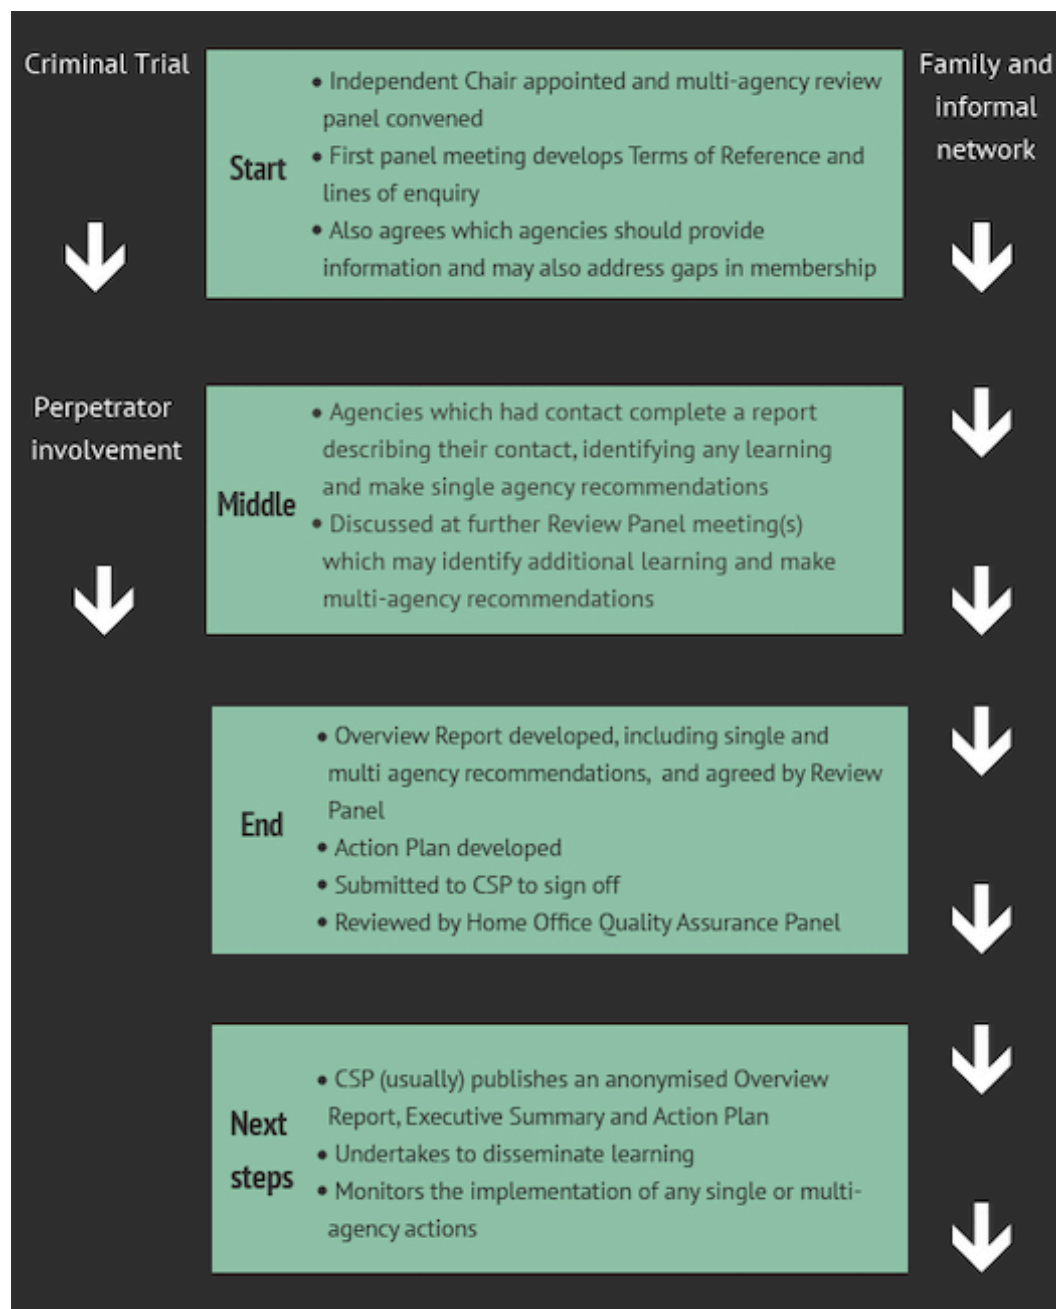 Criminal Trial
Start
• Independent Chair appointed and multi-agency review
panel convened
• First panel meeting develops Terms of Reference and
lines of enquiry
• Also agrees which agencies should provide
information and may also address gaps in membership
Family and
informal
network
Perpetrator
involvement
Middle
• Agencies which had contact complete a report
describing their contact, identifying any learning
and make single agency recommendations
• Discussed at further Review Panel meeting(s)
which may identify additional learning and make
multi-agency recommendations
End
• Overview Report developed, including single and
multi agency recommendations, and agreed by Review
Panel
• Action Plan developed
• Submitted to CSP to sign off
• Reviewed by Home Office Quality Assurance Panel
Next
steps
• CSP (usually) publishes an anonymised Overview
Report, Executive Summary and Action Plan
• Undertakes to disseminate learning
• Monitors the implementation of any single or multi-
agency actions